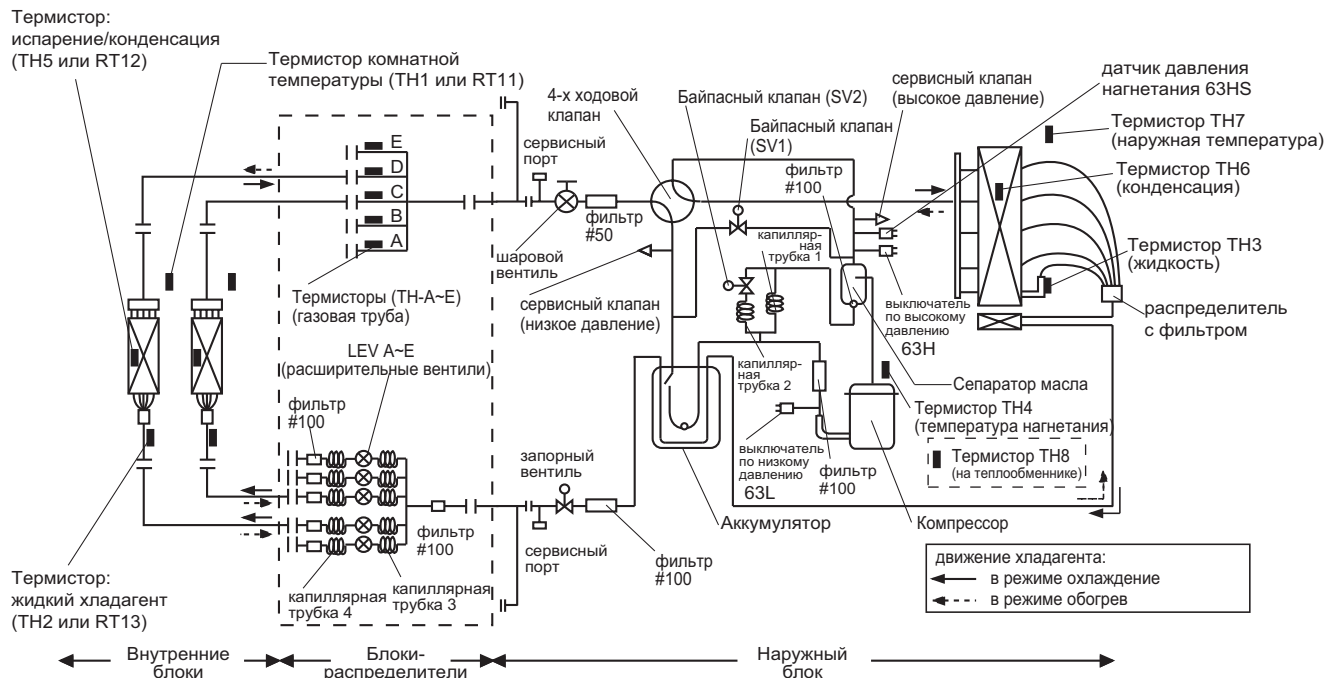 Термистор:
испарение/конденсация
(TH5 или RT12)
Термистор комнатной
температуры (TH1 или RT11)
4-х ходовой
клапан
Байпасный клапан (SV2)
Байпасный клапан
(SV1)
сервисный клапан
(высокое давление)
датчик давления
нагнетания 63HS
Термистор TH7
(наружная температура)
Термистор TH6
(конденсация)
Термистор TH3
(жидкость)
распределитель
с фильтром
E
D
C
B
A
сервисный
порт
фильтр
#50
шаровой
вентиль
фильтр
#100
капилляр-
ная
трубка 1
Термисторы (TH-A~E)
(газовая труба)
сервисный клапан
(низкое давление)
выключатель
по высокому
давлению
63H
LEV A~E
(расширительные вентили)
капилляр-
ная
трубка 2
Сепаратор масла
Термистор TH4
(температура нагнетания)
Термистор TH8
(на теплообменнике)
фильтр
#100
запорный
вентиль
выключатель
по низкому
давлению
63L
фильтр
#100
Аккумулятор
Компрессор
фильтр
#100
сервисный
порт
фильтр
#100
капиллярная
трубка 4
капиллярная
трубка 3
Термистор:
жидкий хладагент
(TH2 или RT13)
движение хладагента:
в режиме охлаждение
в режиме обогрев
Внутренние
блоки
Блоки-
распределители
Наружный
блок